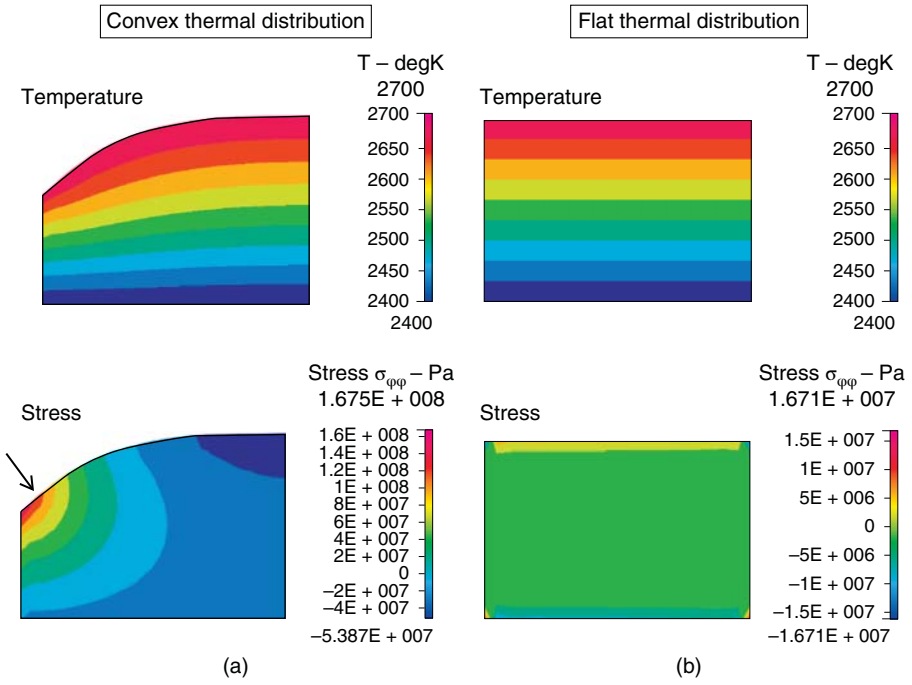 Convex thermal distribution
Flat thermal distribution
T – degK
2700
Temperature
2700
2650
2600
2550
2500
2450
2400
2400
T – degK
2700
Temperature
2700
2650
2600
2550
2500
2450
2400
2400
Stress σφφ – Pa
1.675E + 008
Stress
1.6E + 008
1.4E + 008
1.2E + 008
1E + 008
8E + 007
6E + 007
4E + 007
2E + 007
0
–2E + 007
–4E + 007
–5.387E + 007
(a)
Stress σφφ – Pa
1.671E + 007
Stress
1.5E + 007
1E + 007
5E + 006
0
–5E + 006
–1E + 007
–1.5E + 007
–1.671E + 007
(b)